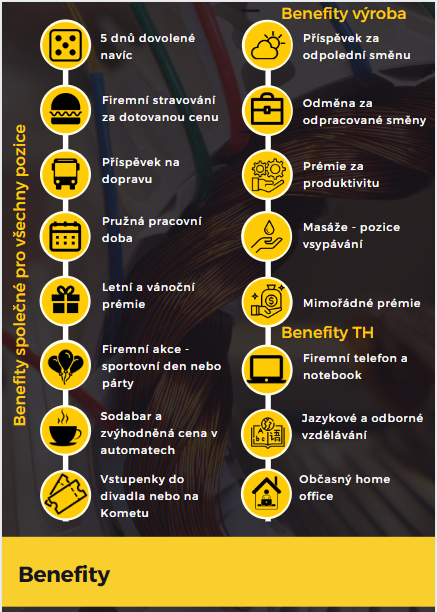 Benefity společné pro všechny pozice
5 dnů dovolené
navíc
Firemní stravování
za dotovanou cenu
Příspěvek na
dopravu
Pružná pracovní
doba
Letní a vánoční
prémie
Firemní akce -
sportovní den nebo
párty
Sodabar a
zvýhodněná cena v
automatech
Vstupenky do
divadla nebo na
Kometu
Benefity výroba
Příspěvek za
odpolední směnu
Odměna za
odpracované směny
Prémie za
produktivitu
Masáže - pozice
vsypávání
Mimořádné prémie
Benefity TH
Firemní telefon a
notebook
Jazykové a odborné
vzdělávání
Občasný home
office
Benefity